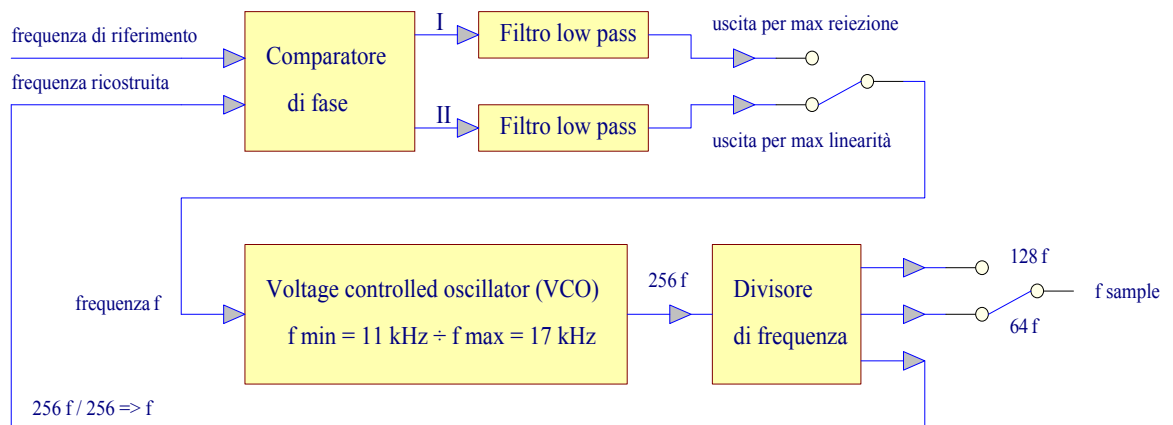 frequenza di riferimento
frequenza ricostruita
Comparatore
di fase
I
II
Filtro low pass
Filtro low pass
uscita per max reiezione
uscita per max linearità
frequenza f
Voltage controlled oscillator (VCO)
f min = 11 kHz ÷ f max = 17 kHz
256 f
Divisore
di frequenza
128 f
64 f
f sample
256 f / 256 => f